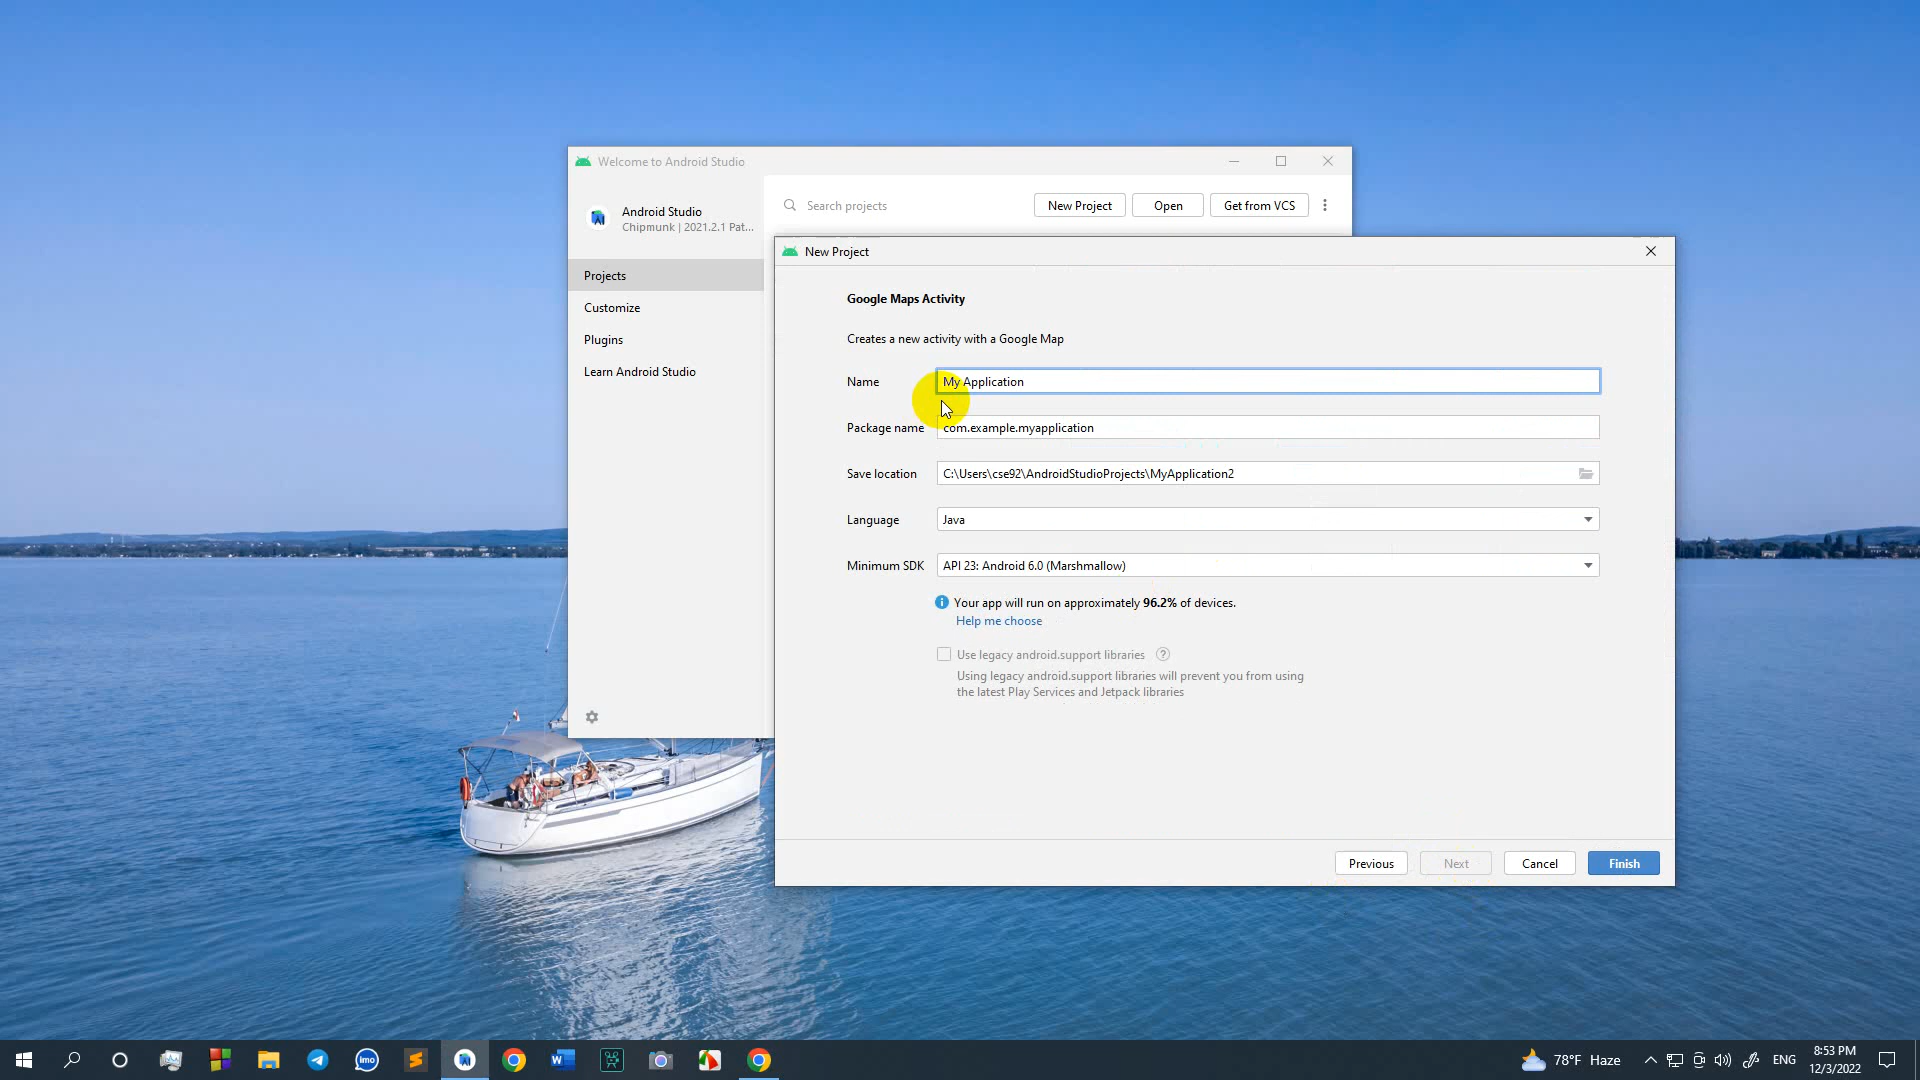 Welcome to Android Studio
Android Studio
Chipmunk | 2021.2.1 Pat...
Search projects
New Project
Open
Get from VCS
Projects
Customize
Plugins
Learn Android Studio
New Project
Google Maps Activity
Creates a new activity with a Google Map
Name
My Application
Package name
com.example.myapplication
Save location
C:\Users\cse92\AndroidStudioProjects\MyApplication2
Language
Java
Minimum SDK
API 23: Android 6.0 (Marshmallow)
Your app will run on approximately 96.2% of devices.
Help me choose
Use legacy android.support libraries
Using legacy android.support libraries will prevent you from using
the latest Play Services and Jetpack libraries
Previous
Next
Cancel
Finish
imo
78°F Haze
ENG
8:53 PM
12/3/2022